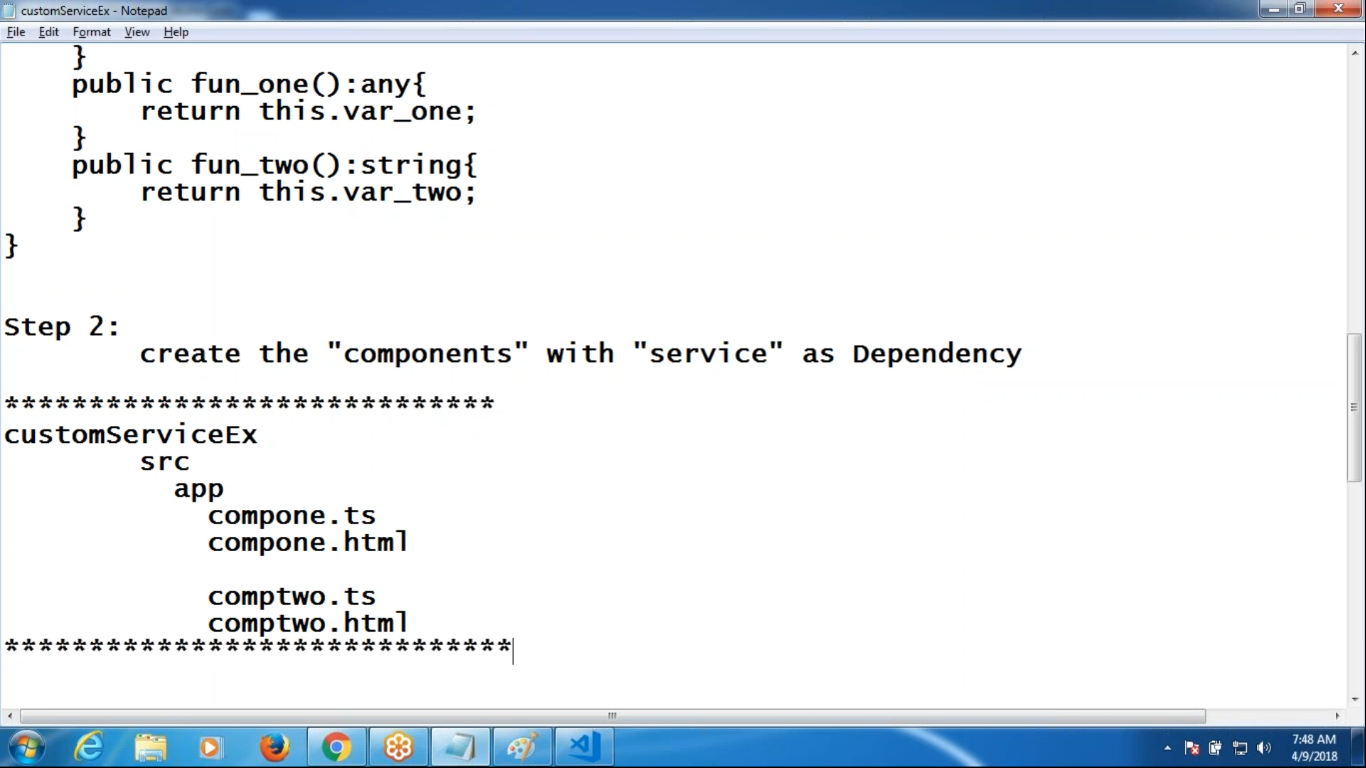 customServiceEx - Notepad
File Edit Format View Help
}
public fun_one():any{
return this.var_one;
}
public fun_two():string{
return this.var_two;
}
}
Step 2:
create the "components" with "service" as Dependency
*****************************
customServiceEx
src
app
compone.ts
compone.html
comptwo.ts
comptwo.html
******************************
7:48 AM
4/9/2018